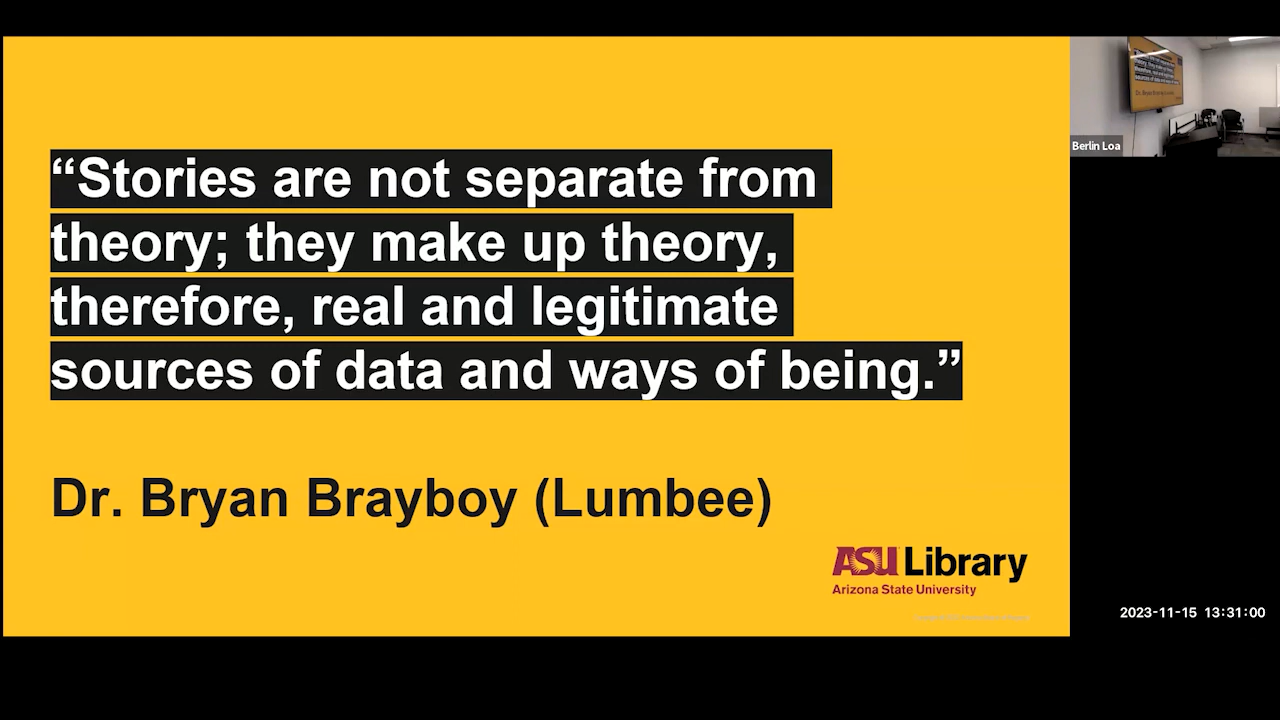 “Stories are not separate from
theory; they make up theory,
therefore, real and legitimate
sources of data and ways of being.”
Dr. Bryan Brayboy (Lumbee)
ASU Library
Arizona State University
Berlin Loa
2023-11-15 13:31:00